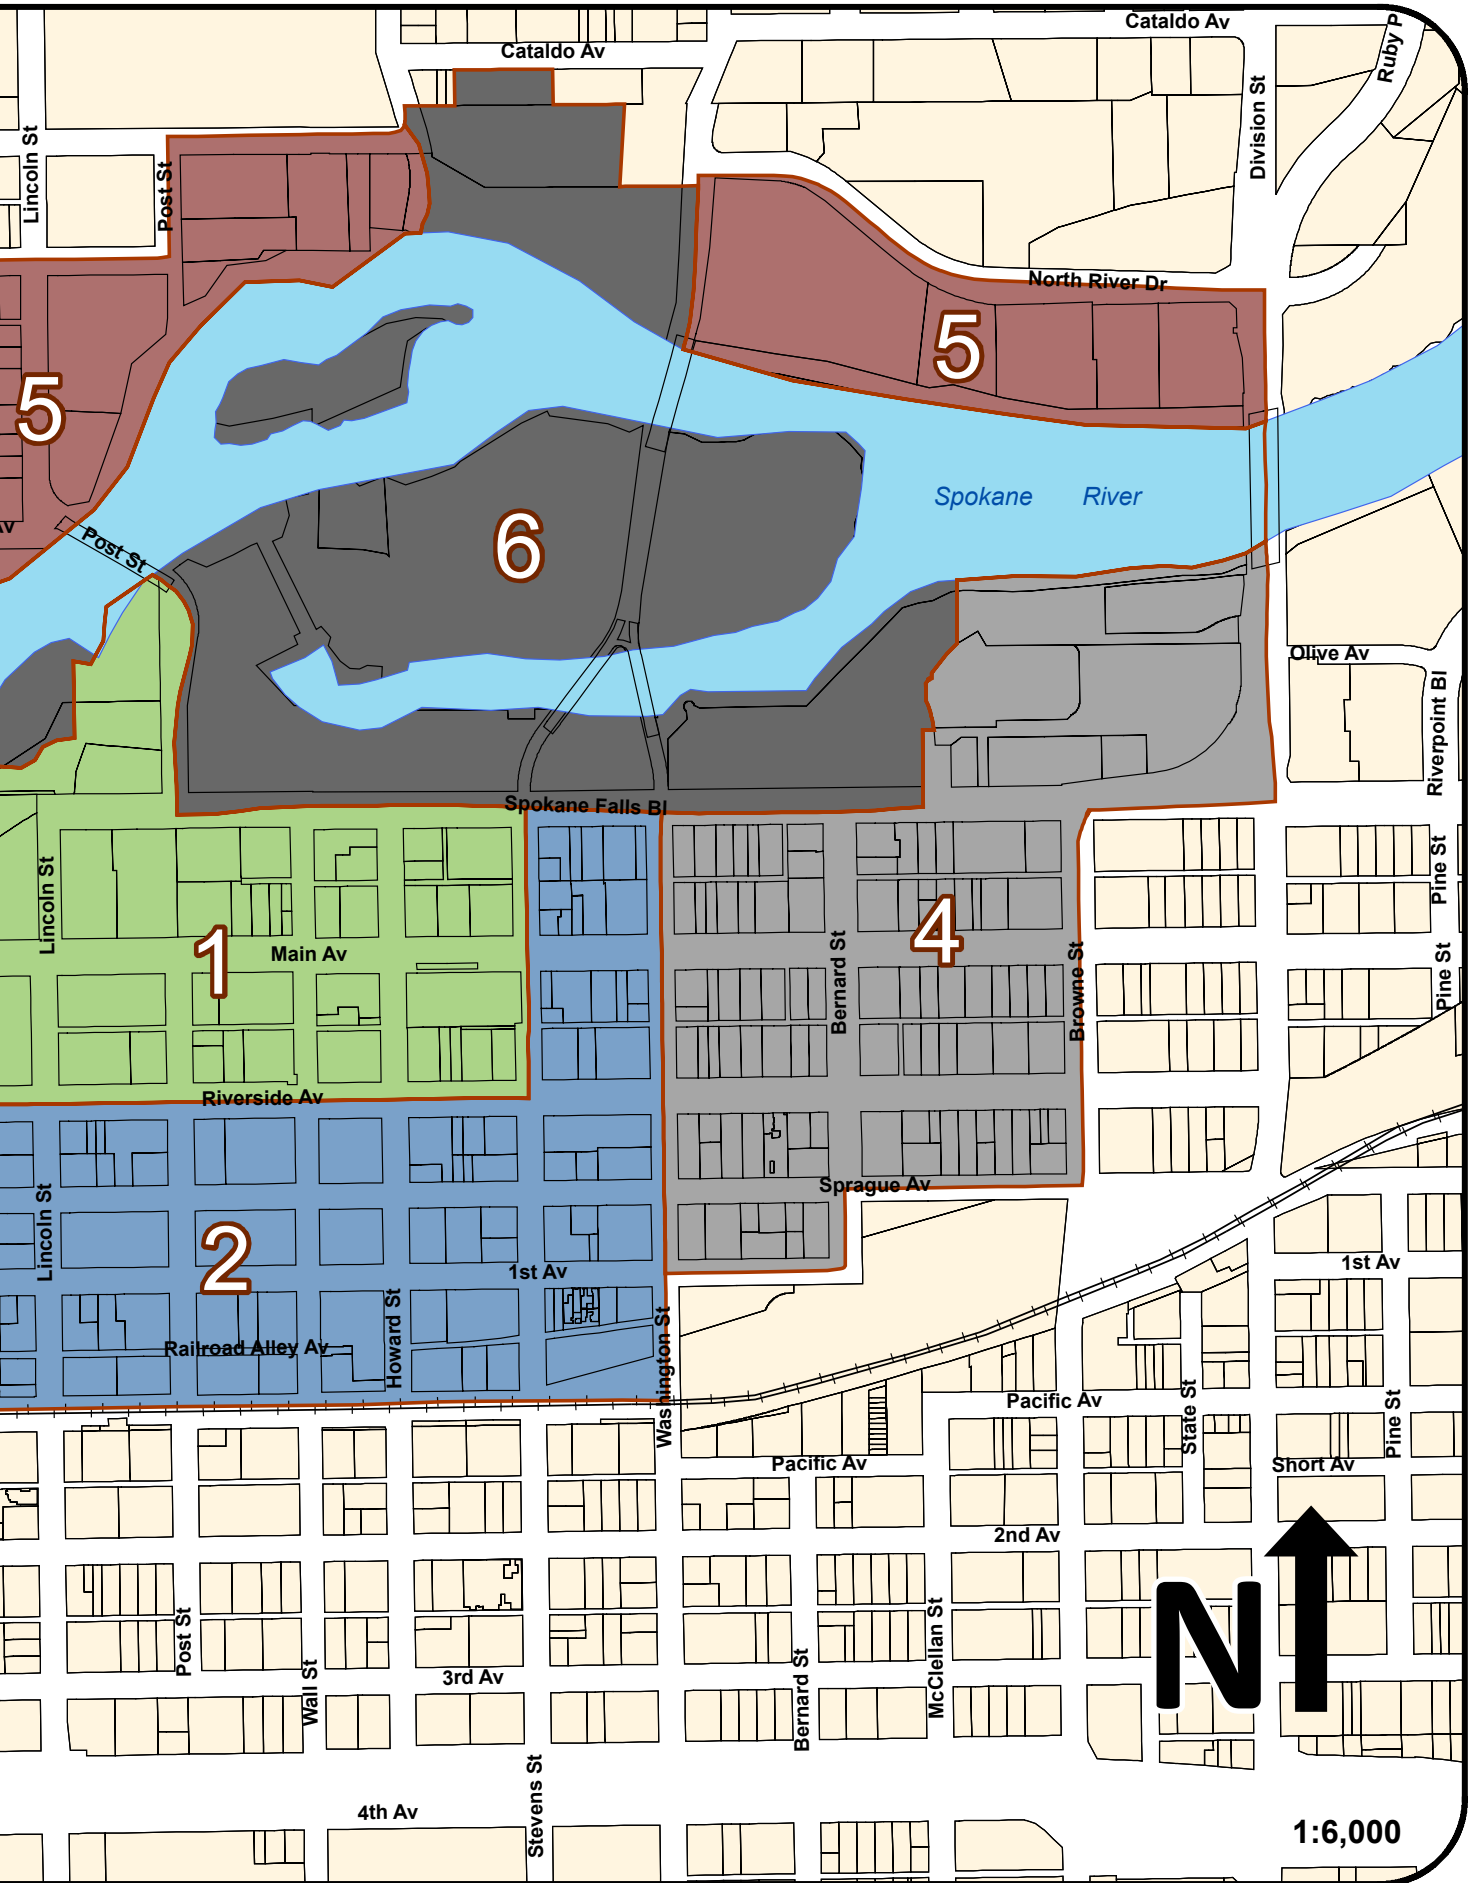 Cataldo Av
Cataldo Av
Ruby P
Lincoln St
Post St
Division St
North River Dr
5
5
Av
Post St
6
Spokane River
Olive Av
Riverpoint Bl
Spokane Falls Bl
Lincoln St
1
Main Av
Bernard St
4
Browne St
Pine St
Pine St
Riverside Av
Sprague Av
Lincoln St
2
1st Av
1st Av
Railroad Alley Av
Howard St
Washington St
Pacific Av
State St
Pine St
Pacific Av
Short Av
2nd Av
N
Post St
Wall St
3rd Av
Bernard St
McClellan St
Stevens St
4th Av
1:6,000